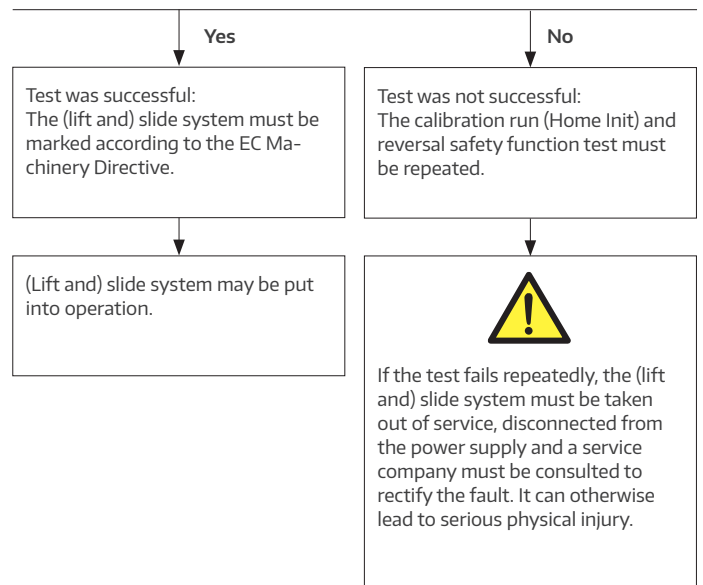 Yes
No
Test was successful:
The (lift and) slide system must be
marked according to the EC Ma-
chinery Directive.
Test was not successful:
The calibration run (Home Init) and
reversal safety function test must
be repeated.
(Lift and) slide system may be put
into operation.
If the test fails repeatedly, the (lift
and) slide system must be taken
out of service, disconnected from
the power supply and a service
company must be consulted to
rectify the fault. It can otherwise
lead to serious physical injury.